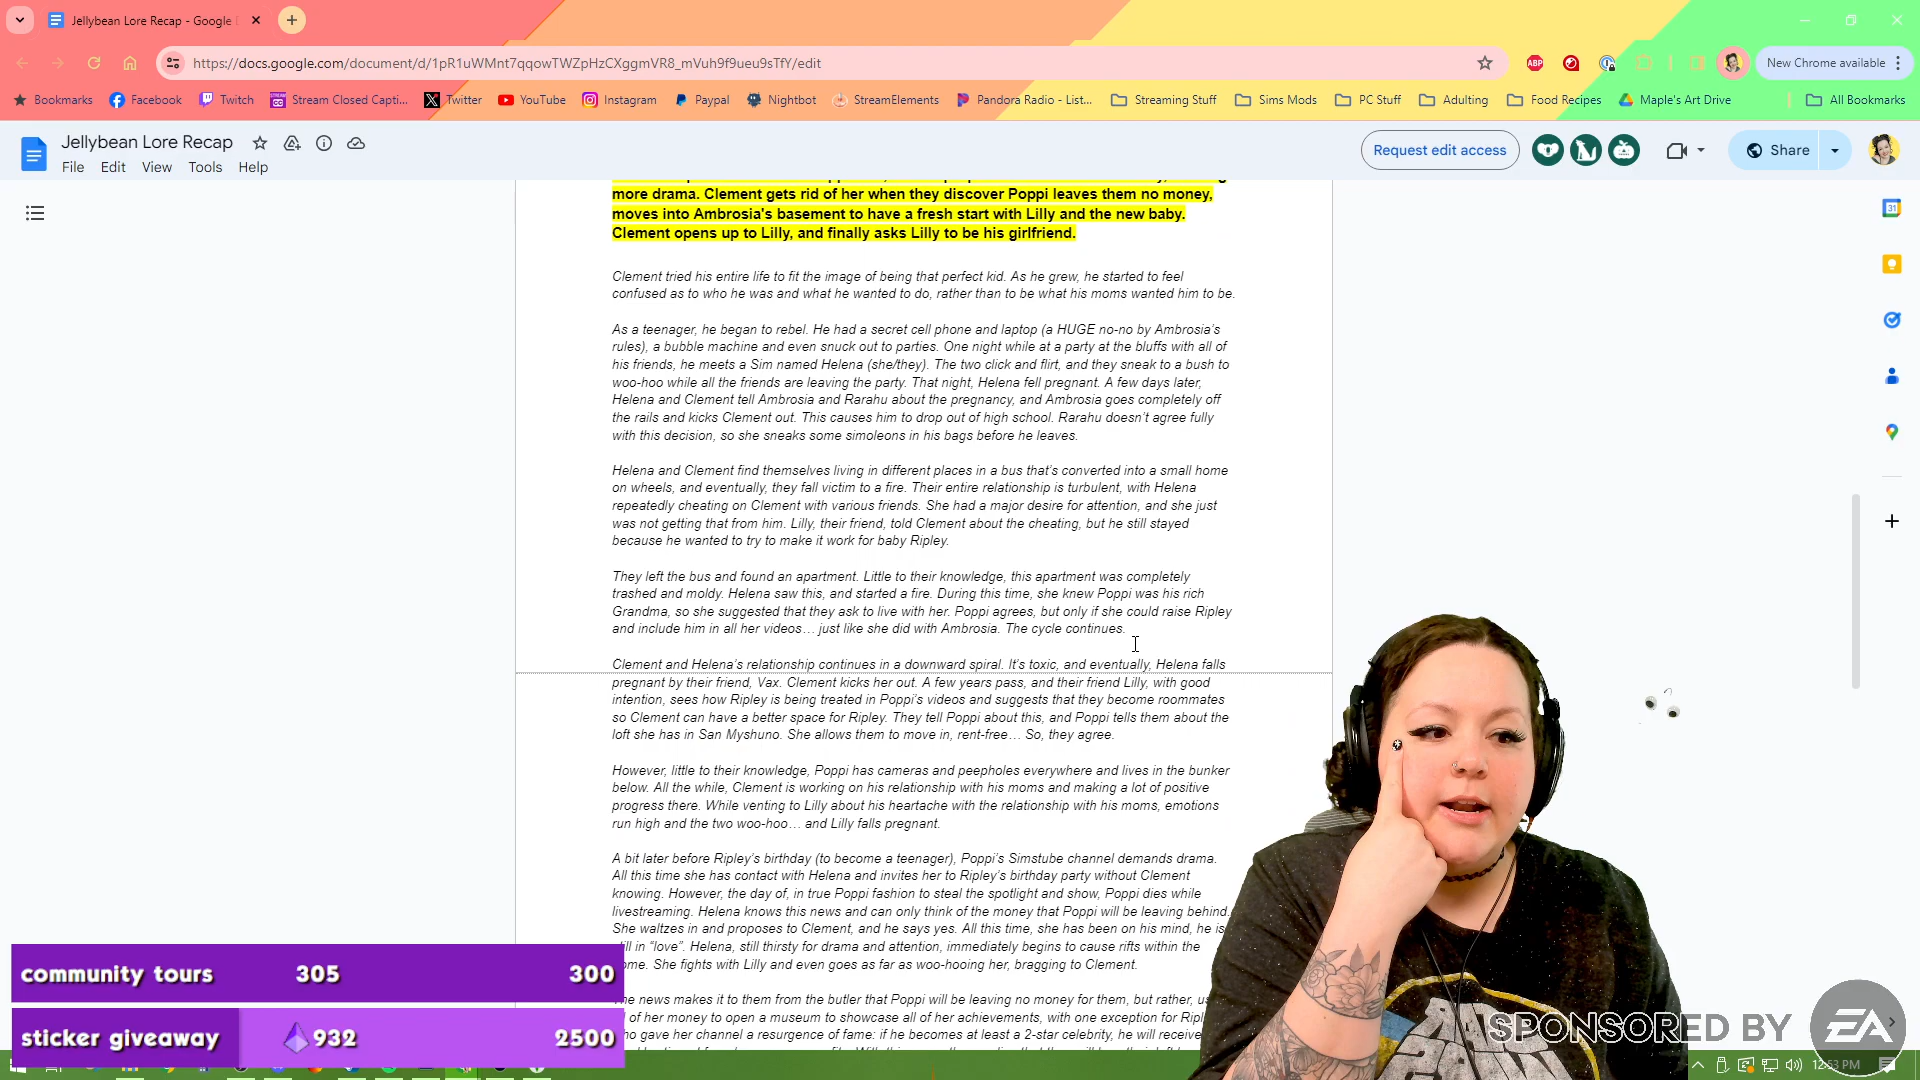 Jellybean Lore Recap - Google
https://docs.google.com/document/d/1pR1uWMnt7qqowTWZpHzCXggmVR8_mVuh9f9ueu9sTfY/edit
ABP
New Chrome available
Bookmarks Facebook Twitch Stream Closed Capti... Twitter YouTube Instagram Paypal Nightbot StreamElements Pandora Radio - List... Streaming Stuff Sims Mods PC Stuff Adulting Food Recipes Maple's Art Drive All Bookmarks
Jellybean Lore Recap
File Edit View Tools Help
Request edit access
Share
31
more drama. Clement gets rid of her when they discover Poppi leaves them no money,
moves into Ambrosia's basement to have a fresh start with Lilly and the new baby.
Clement opens up to Lilly, and finally asks Lilly to be his girlfriend.
Clement tried his entire life to fit the image of being that perfect kid. As he grew, he started to feel
confused as to who he was and what he wanted to do, rather than to be what his moms wanted him to be.
As a teenager, he began to rebel. He had a secret cell phone and laptop (a HUGE no-no by Ambrosia's
rules), a bubble machine and even snuck out to parties. One night while at a party at the bluffs with all of
his friends, he meets a Sim named Helena (she/they). The two click and flirt, and they sneak to a bush to
woo-hoo while all the friends are leaving the party. That night, Helena fell pregnant. A few days later,
Helena and Clement tell Ambrosia and Rarahu about the pregnancy, and Ambrosia goes completely off
the rails and kicks Clement out. This causes him to drop out of high school. Rarahu doesn't agree fully
with this decision, so she sneaks some simoleons in his bags before he leaves.
Helena and Clement find themselves living in different places in a bus that's converted into a small home
on wheels, and eventually, they fall victim to a fire. Their entire relationship is turbulent, with Helena
repeatedly cheating on Clement with various friends. She had a major desire for attention, and she just
was not getting that from him. Lilly, their friend, told Clement about the cheating, but he still stayed
because he wanted to try to make it work for baby Ripley.
They left the bus and found an apartment. Little to their knowledge, this apartment was completely
trashed and moldy. Helena saw this, and started a fire. During this time, she knew Poppi was his rich
Grandma, so she suggested that they ask to live with her. Poppi agrees, but only if she could raise Ripley
and include him in all her videos... just like she did with Ambrosia. The cycle continues.
Clement and Helena's relationship continues in a downward spiral. It's toxic, and eventually, Helena falls
pregnant by their friend, Vax. Clement kicks her out. A few years pass, and their friend Lilly, with good
intention, sees how Ripley is being treated in Poppi's videos and suggests that they become roommates
so Clement can have a better space for Ripley. They tell Poppi about this, and Poppi tells them about the
loft she has in San Myshuno. She allows them to move in, rent-free... So, they agree.
However, little to their knowledge, Poppi has cameras and peepholes everywhere and lives in the bunker
below. All the while, Clement is working on his relationship with his moms and making a lot of positive
progress there. While venting to Lilly about his heartache with the relationship with his moms, emotions
run high and the two woo-hoo... and Lilly falls pregnant.
A bit later before Ripley's birthday (to become a teenager), Poppi's Simstube channel demands drama.
All this time she has contact with Helena and invites her to Ripley's birthday party without Clement
knowing. However, the day of, in true Poppi fashion to steal the spotlight and show, Poppi dies while
livestreaming. Helena knows this news and can only think of the money that Poppi will be leaving behind.
She waltzes in and proposes to Clement, and he says yes. All this time, she has been on his mind, he is
in "love". Helena, still thirsty for drama and attention, immediately begins to cause rifts within the
She fights with Lilly and even goes as far as woo-hooing her, bragging to Clement.
news makes it to them from the butler that Poppi will be leaving no money for them, but rather,
of her money to open a museum to showcase all of her achievements, with one exception for
gave her channel a resurgence of fame: if he becomes at least a 2-star celebrity, he will receive
community tours 305 300
sticker giveaway 932 2500
SPONSORED BY EA
12:53 PM